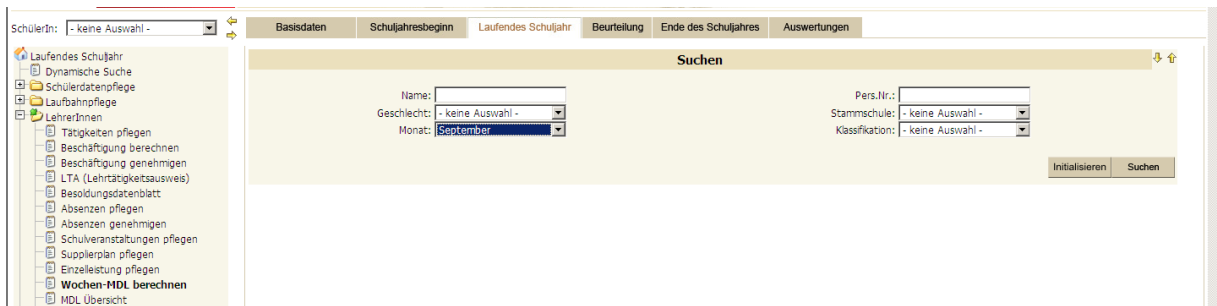 SchülerIn: - keine Auswahl -
Basisdaten Schuljahresbeginn Laufendes Schuljahr Beurteilung Ende des Schuljahres Auswertungen
Laufendes Schuljahr
Dynamische Suche
Schülerdatenpflege
Laufbahnpflege
LehrerInnen
Tätigkeiten pflegen
Beschäftigung berechnen
Beschäftigung genehmigen
LTA (Lehrtätigkeitsausweis)
Besoldungsdatenblatt
Absenzen pflegen
Absenzen genehmigen
Schulveranstaltungen pflegen
Supplierplan pflegen
Einzelleistung pflegen
Wochen-MDL berechnen
MDL Übersicht
Suchen
Name: Pers.Nr.:
Geschlecht: - keine Auswahl - Stammschule: - keine Auswahl -
Monat: September Klassifikation: - keine Auswahl -
Initialisieren Suchen